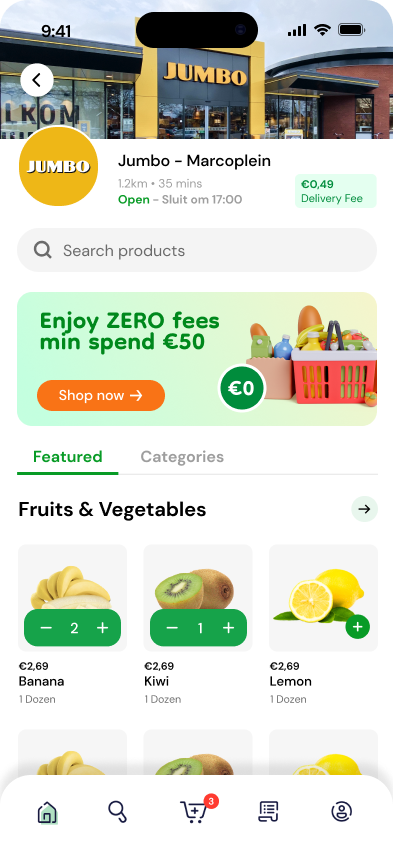 9:41
JUMBO
LKOM
JUMBO
Jumbo - Marcoplein
1.2km • 35 mins
Open - Sluit om 17:00
€0,49
Delivery Fee
Search products
Enjoy ZERO fees
min spend €50
Shop now →
€0
Featured
Categories
Fruits & Vegetables
− 2 +
− 1 +
+
€2,69
Banana
1 Dozen
€2,69
Kiwi
1 Dozen
€2,69
Lemon
1 Dozen
3